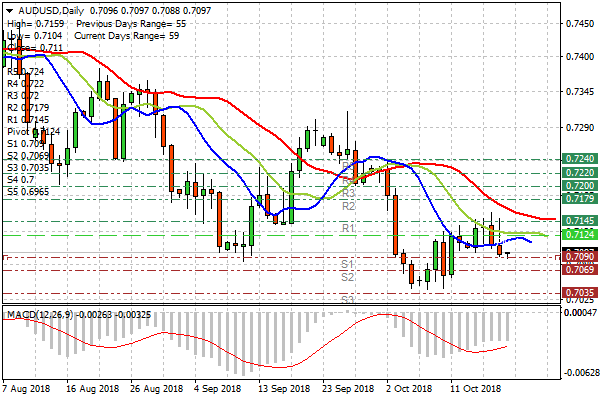 AUDUSD,Daily 0.7096 0.7097 0.7088 0.7097
High= 0.7159 Previous Days Range= 55
Low= 0.7104 Current Days Range= 59
Close= 0.711
R5 0.724
R4 0.722
R3 0.72
R2 0.7179
R1 0.7145
Pivot 0.7124
S1 0.709
S2 0.7069
S3 0.7035
S4 0.7
S5 0.6965
R3
R2
R1
S1
S2
S3
0.7450
0.7400
0.7345
0.7290
0.7240
0.7220
0.7200
0.7179
0.7145
0.7124
0.7090
0.7069
0.7035
0.7025
MACD(12,26,9) -0.00263 -0.00325
0.00047
-0.00628
7 Aug 2018 16 Aug 2018 26 Aug 2018 4 Sep 2018 13 Sep 2018 23 Sep 2018 2 Oct 2018 11 Oct 2018